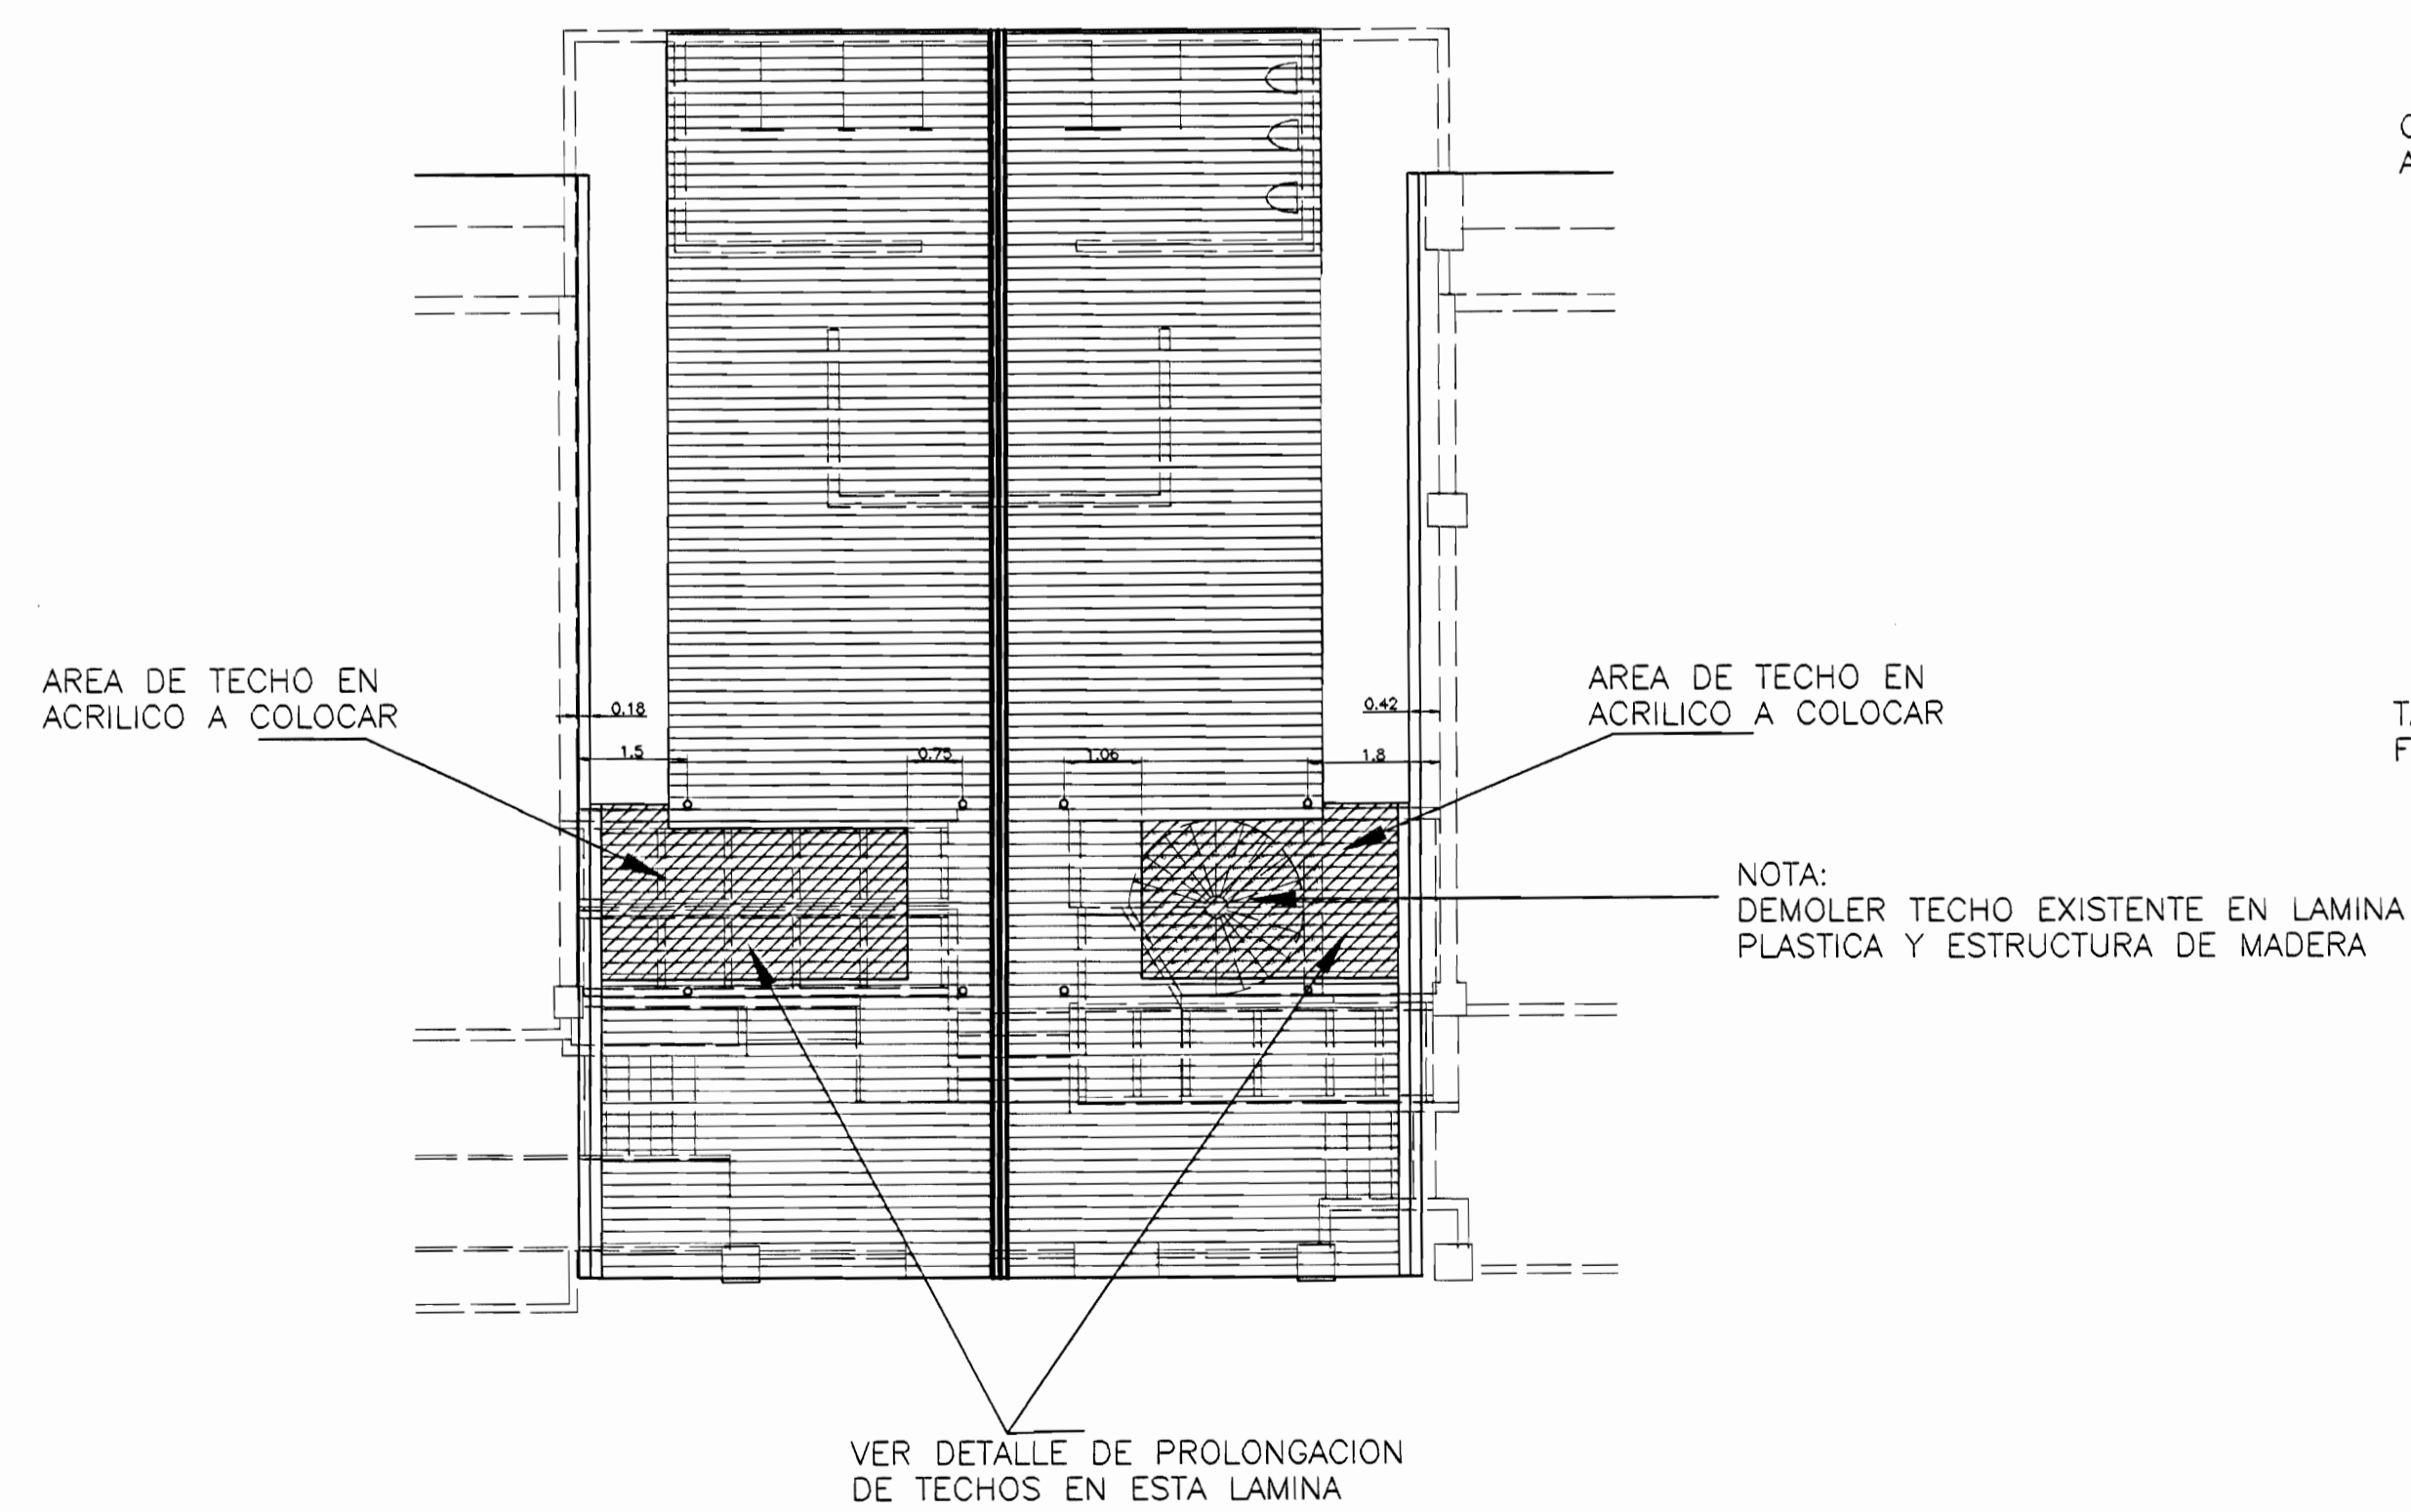 AREA DE TECHO EN
ACRILICO A COLOCAR
0.18
1.5
0.75
1.06
0.42
1.8
AREA DE TECHO EN
ACRILICO A COLOCAR
NOTA:
DEMOLER TECHO EXISTENTE EN LAMINA
PLASTICA Y ESTRUCTURA DE MADERA
VER DETALLE DE PROLONGACION
DE TECHOS EN ESTA LAMINA